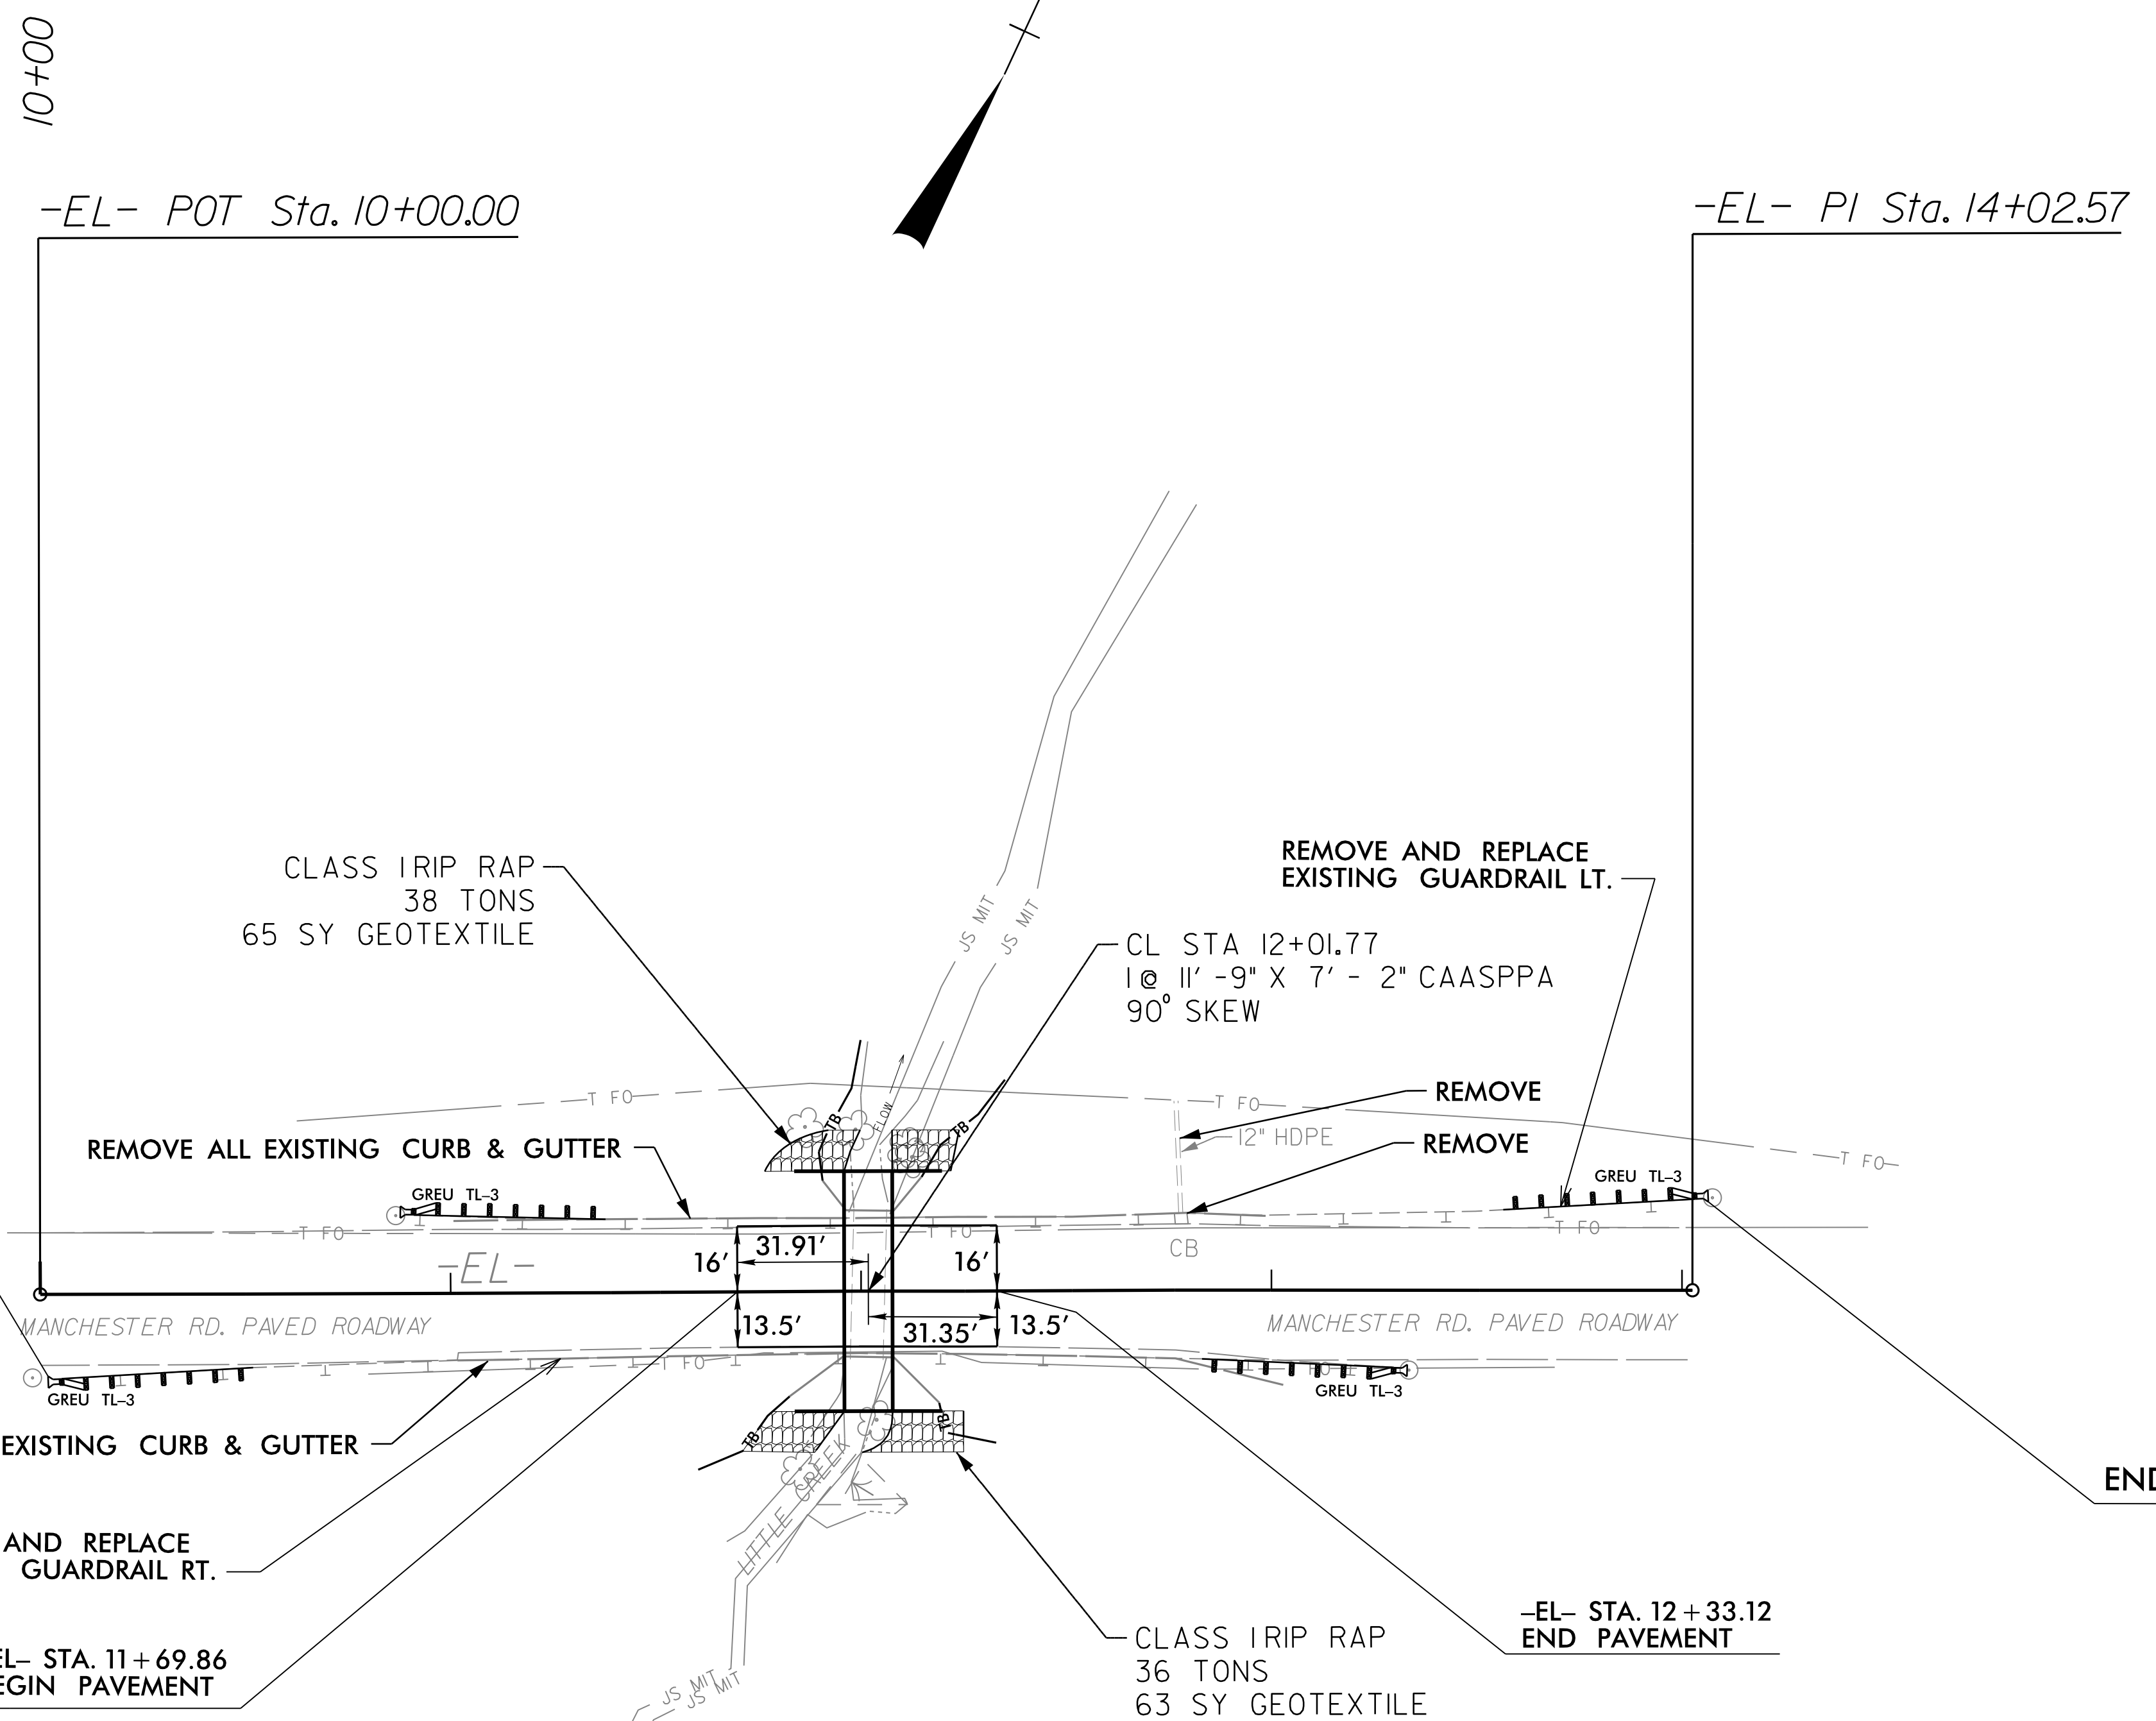 10+00
-EL- POT Sta. 10+00.00
-EL- PI Sta. 14+02.57
CLASS I RIP RAP
38 TONS
65 SY GEOTEXTILE
REMOVE AND REPLACE
EXISTING GUARDRAIL LT.
JS MIT
JS MIT
CL STA 12+01.77
1 @ 11' -9" X 7' - 2" CAASPPA
90° SKEW
REMOVE
T FO
T FO
12" HDPE
REMOVE
T FO
REMOVE ALL EXISTING CURB & GUTTER
TB
FLOW
TB
GREU TL-3
GREU TL-3
T FO
T FO
T FO
CB
-EL-
16'
31.91'
16'
MANCHESTER RD. PAVED ROADWAY
13.5'
31.35'
13.5'
MANCHESTER RD. PAVED ROADWAY
T FO
FO
GREU TL-3
GREU TL-3
TB
TB
EXISTING CURB & GUTTER
LITTLE CREEK
AND REPLACE
GUARDRAIL RT.
END
-EL- STA. 12+33.12
END PAVEMENT
EL- STA. 11+69.86
EGIN PAVEMENT
CLASS I RIP RAP
36 TONS
63 SY GEOTEXTILE
JS MIT
JS MIT